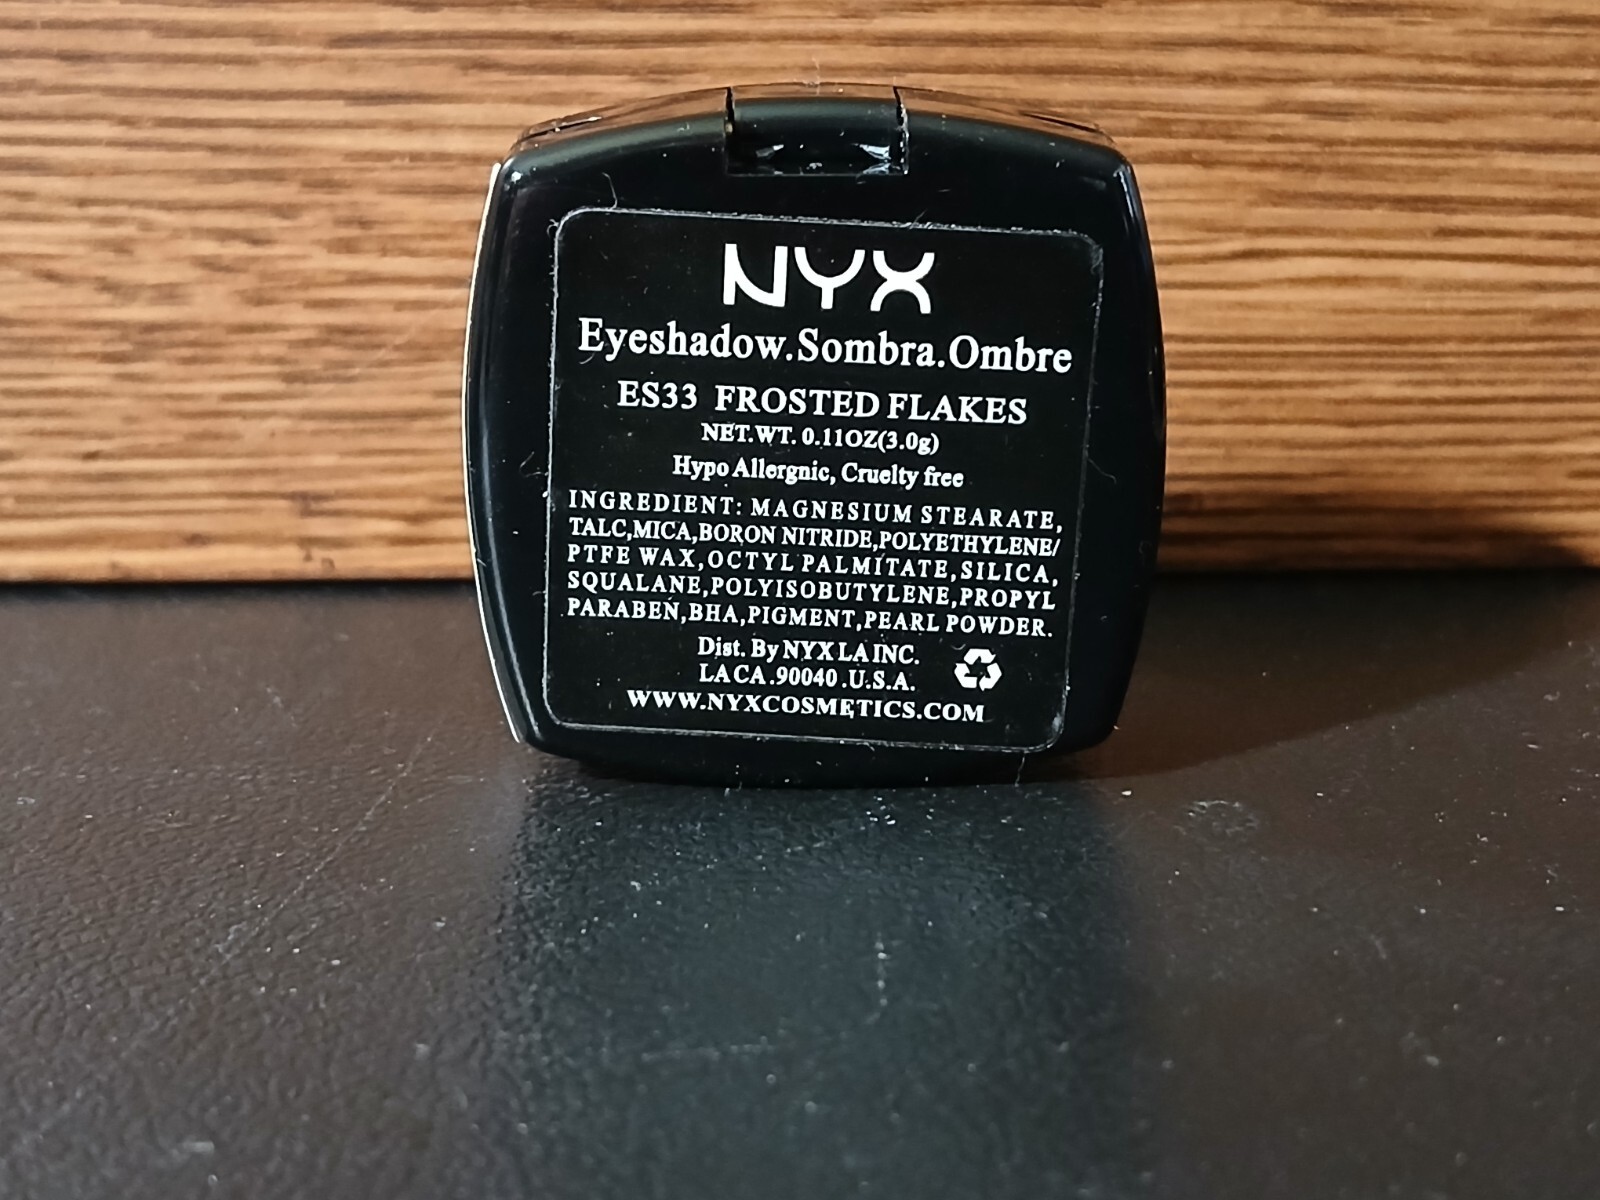 NYX
Eyeshadow.Sombra.Ombre
ES33 FROSTED FLAKES
NET.WT. 0.11OZ(3.0g)
Hypo Allergnic, Cruelty free
INGREDIENT: MAGNESIUM STEARATE,
TALC,MICA,BORON NITRIDE,POLYETHYLENE/
PTFE WAX,OCTYL PALMITATE,SILICA,
SQUALANE,POLYISOBUTYLENE,PROPYL
PARABEN,BHA,PIGMENT,PEARL POWDER.
Dist. By NYX LA INC.
LA CA .90040 .U.S.A.
WWW.NYXCOSMETICS.COM